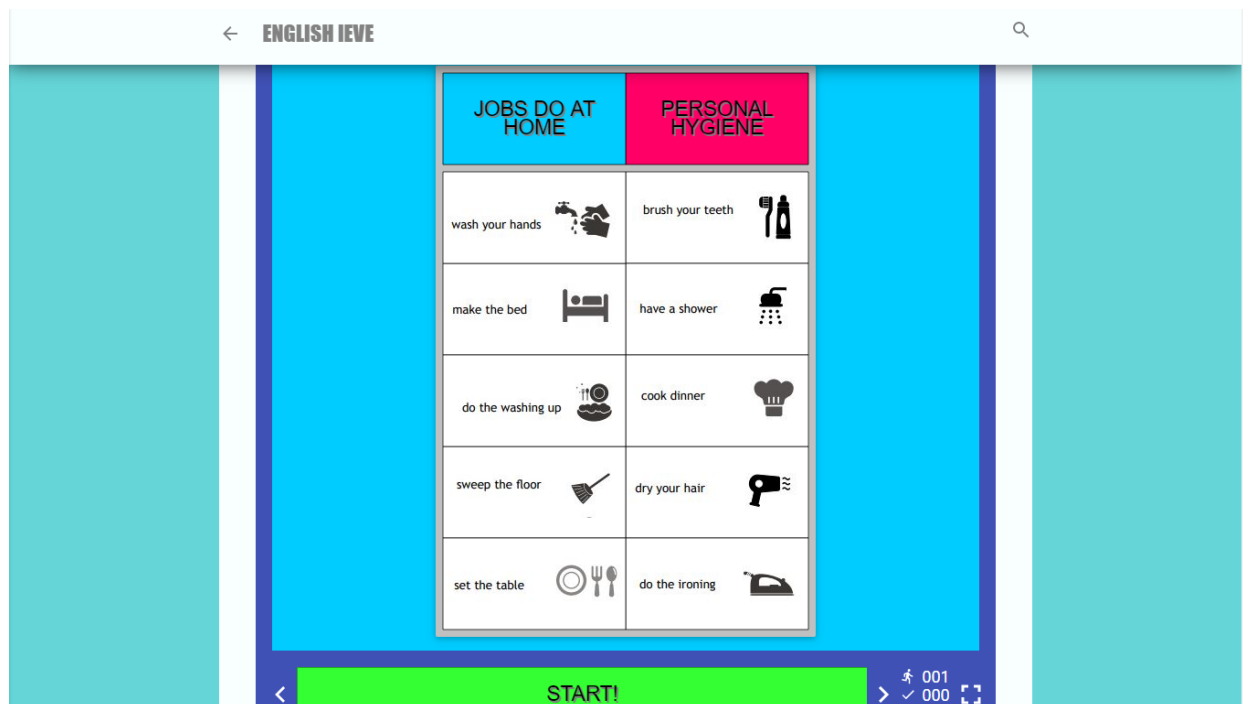 ENGLISH IEVE
JOBS DO AT
HOME
PERSONAL
HYGIENE
wash your hands
brush your teeth
make the bed
have a shower
do the washing up
cook dinner
sweep the floor
dry your hair
set the table
do the ironing
START!
001
000